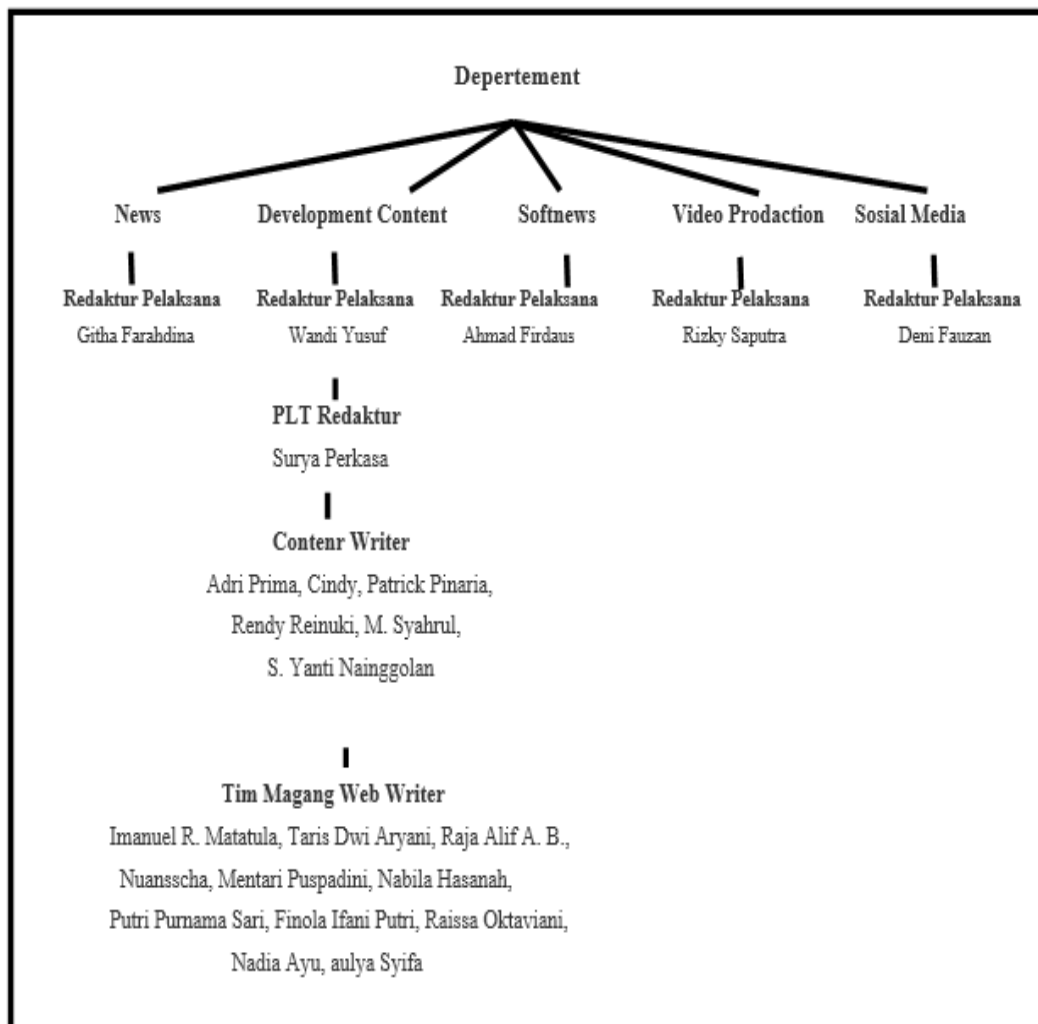 Depertement
News Development Content Softnews Video Prodaction Sosial Media
Redaktur Pelaksana Redaktur Pelaksana Redaktur Pelaksana Redaktur Pelaksana Redaktur Pelaksana
Githa Farahdina Wandi Yusuf Ahmad Firdaus Rizky Saputra Deni Fauzan
PLT Redaktur
Surya Perkasa
Contenr Writer
Adri Prima, Cindy, Patrick Pinaria,
Rendy Reinuki, M. Syahrul,
S. Yanti Nainggolan
Tim Magang Web Writer
Imanuel R. Matatula, Taris Dwi Aryani, Raja Alif A. B.,
Nuansscha, Mentari Puspadini, Nabila Hasanah,
Putri Purnama Sari, Finola Ifani Putri, Raissa Oktaviani,
Nadia Ayu, aulya Syifa